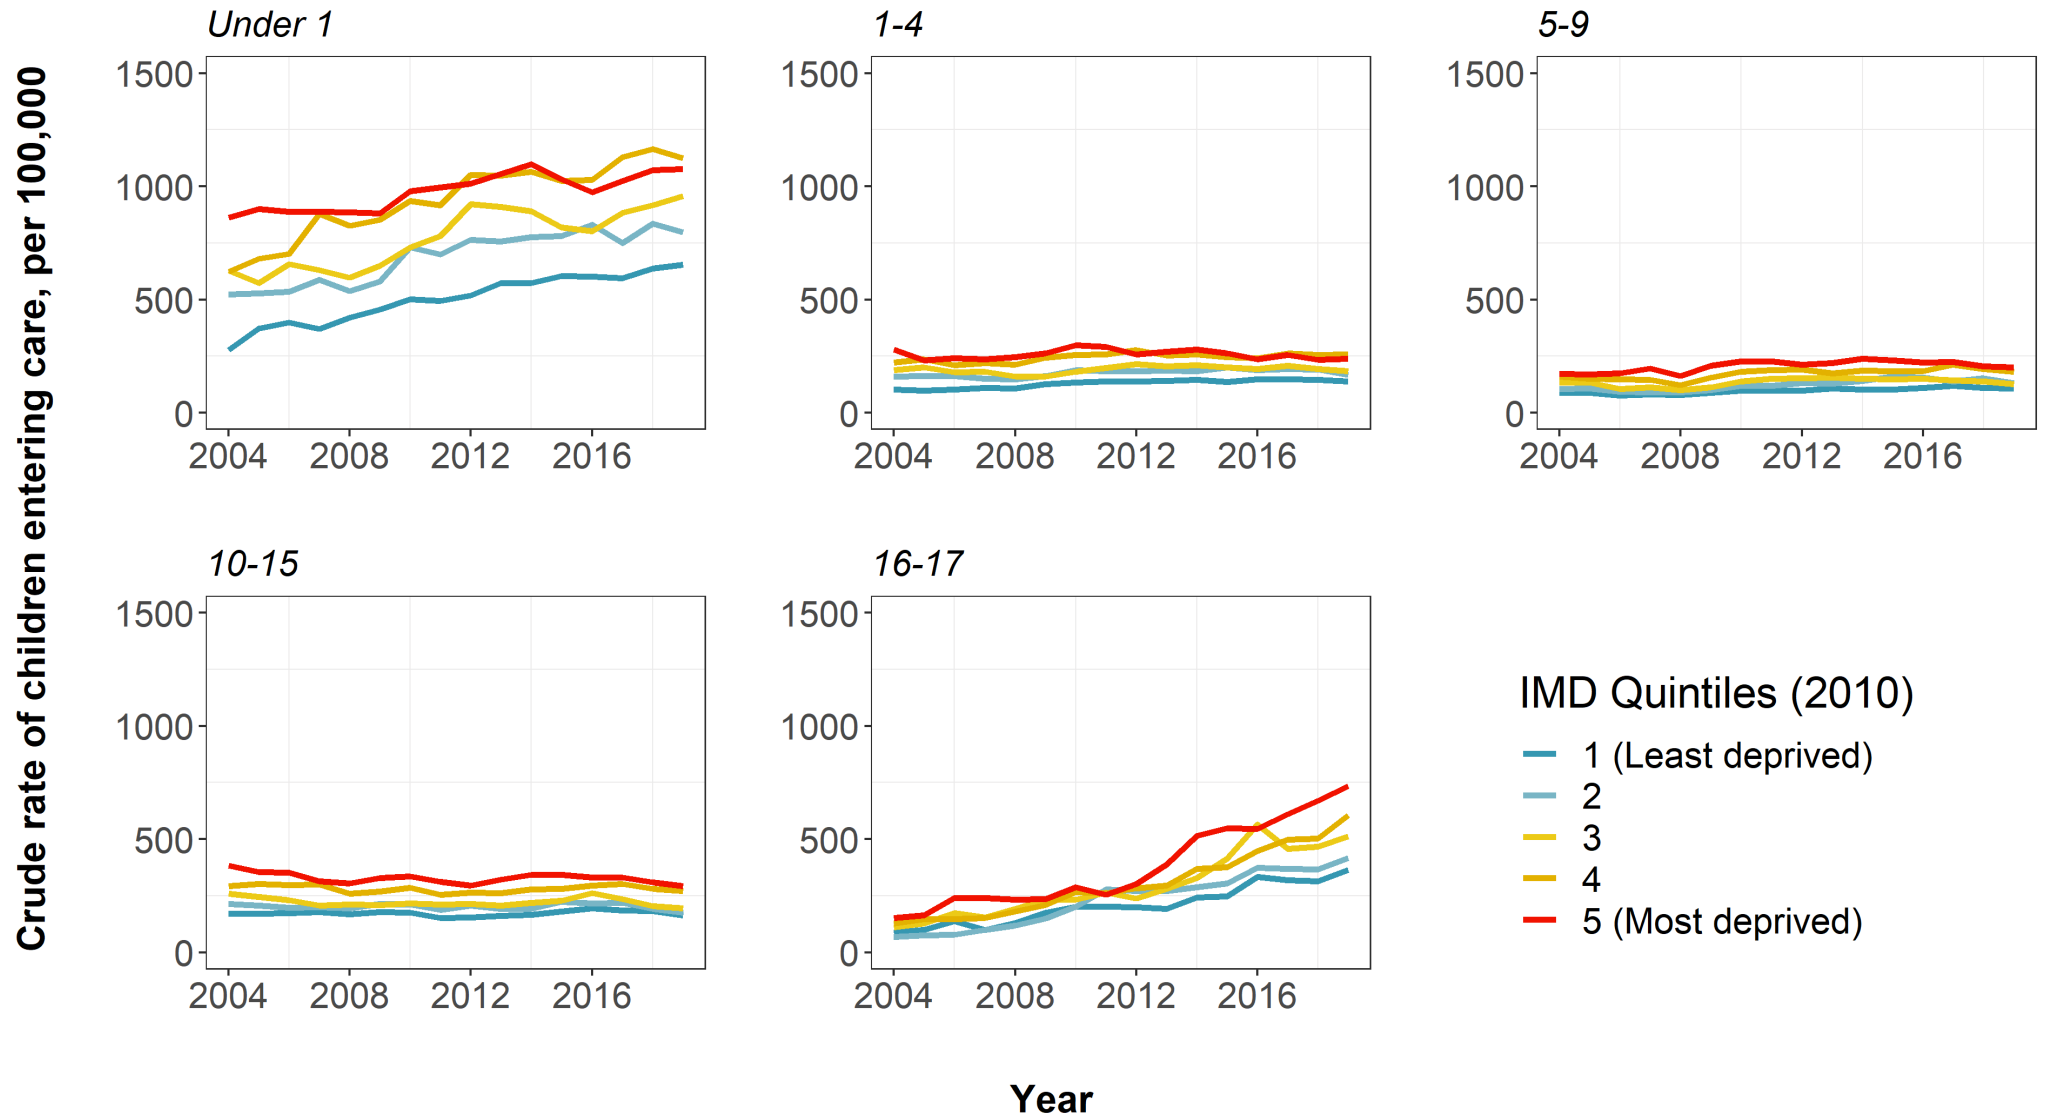 Under 1
1-4
5-9
1500
1000
500
0
2004 2008 2012 2016
1500
1000
500
0
2004 2008 2012 2016
1500
1000
500
0
2004 2008 2012 2016
10-15
16-17
1500
1000
500
0
2004 2008 2012 2016
1500
1000
500
0
2004 2008 2012 2016
Crude rate of children entering care, per 100,000
Year
IMD Quintiles (2010)
1 (Least deprived)
2
3
4
5 (Most deprived)